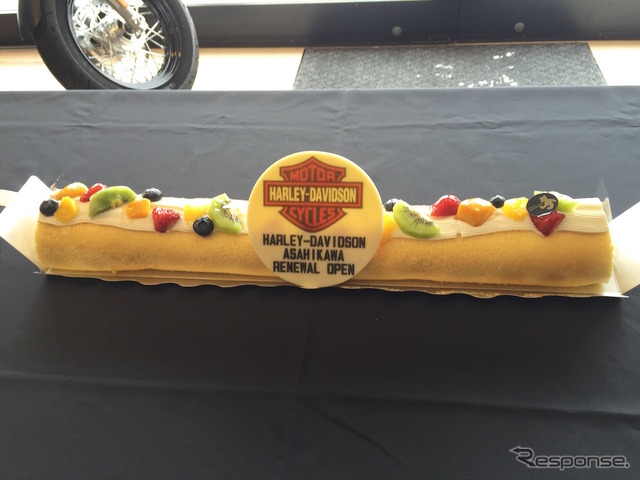 MOTOR
HARLEY-DAVIDSON
CYCLES
HARLEY-DAVIDSON
ASAHIKAWA
RENEWAL OPEN
Response.